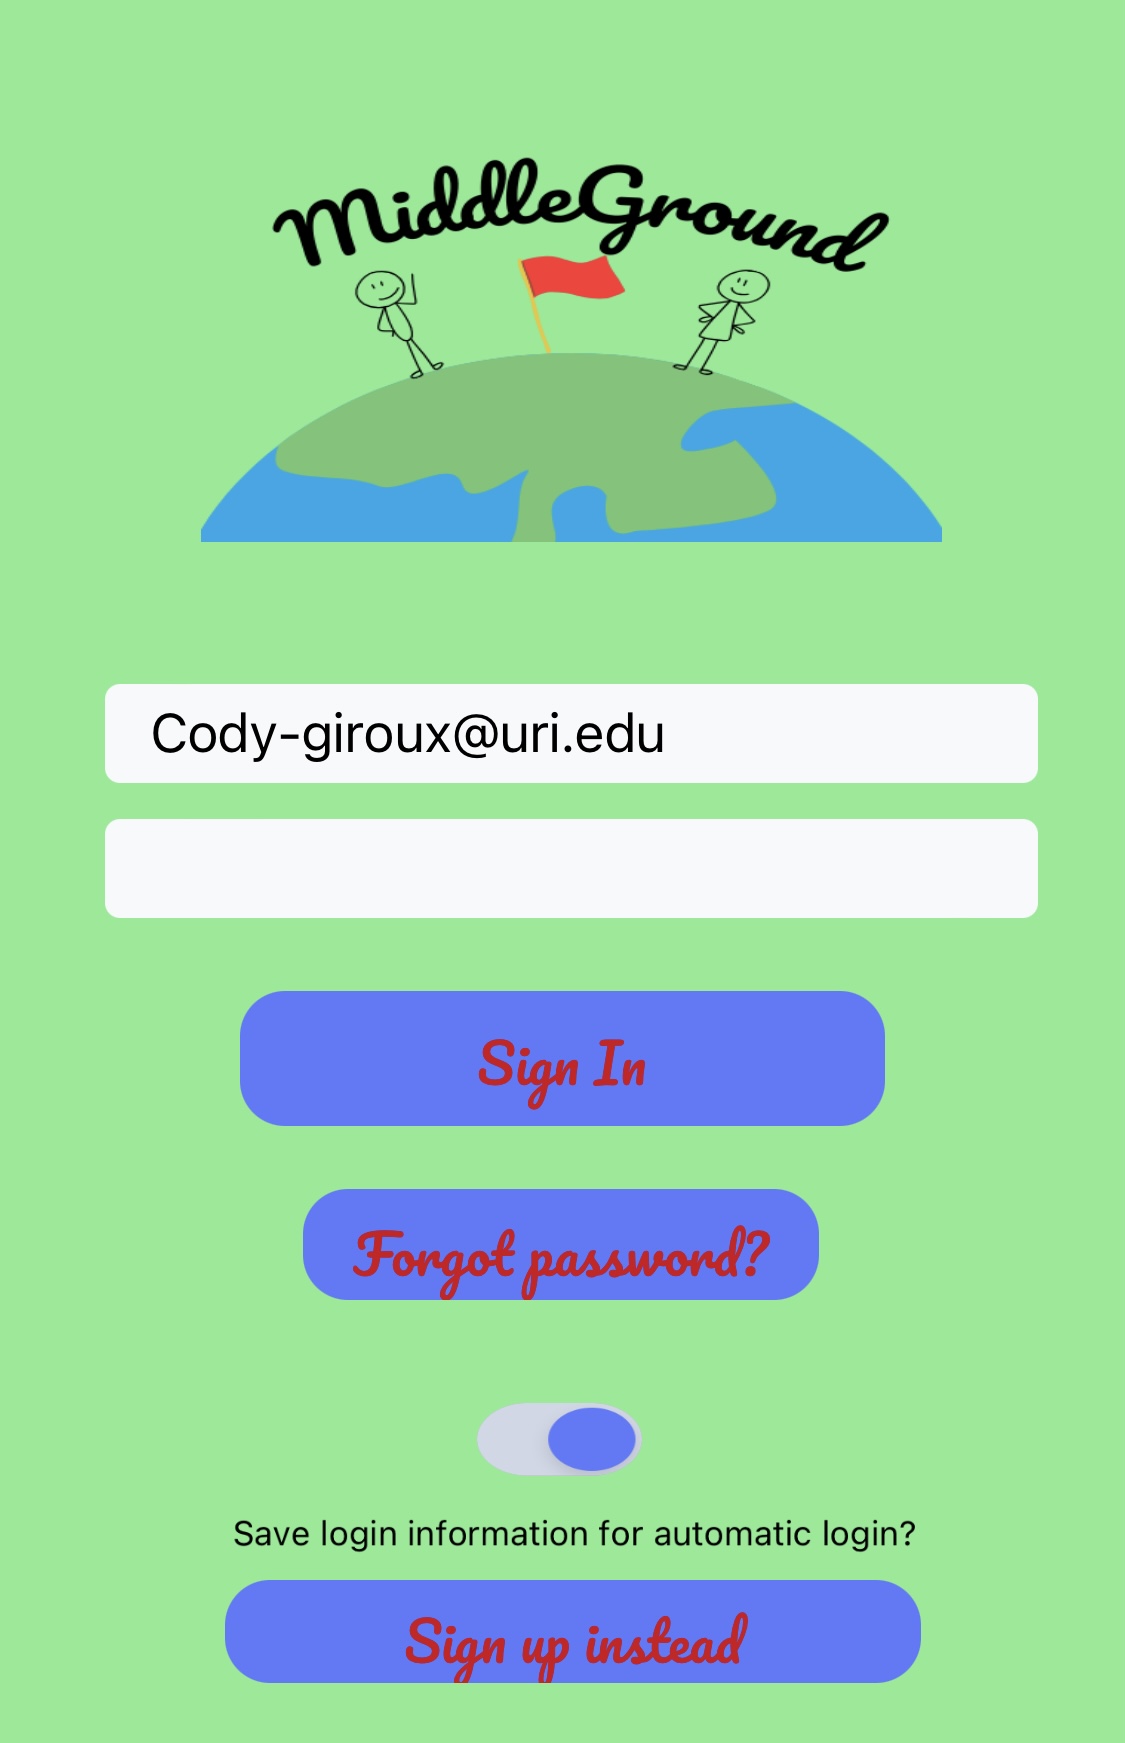 MiddleGround
Cody-giroux@uri.edu
Sign In
Forgot password?
Save login information for automatic login?
Sign up instead